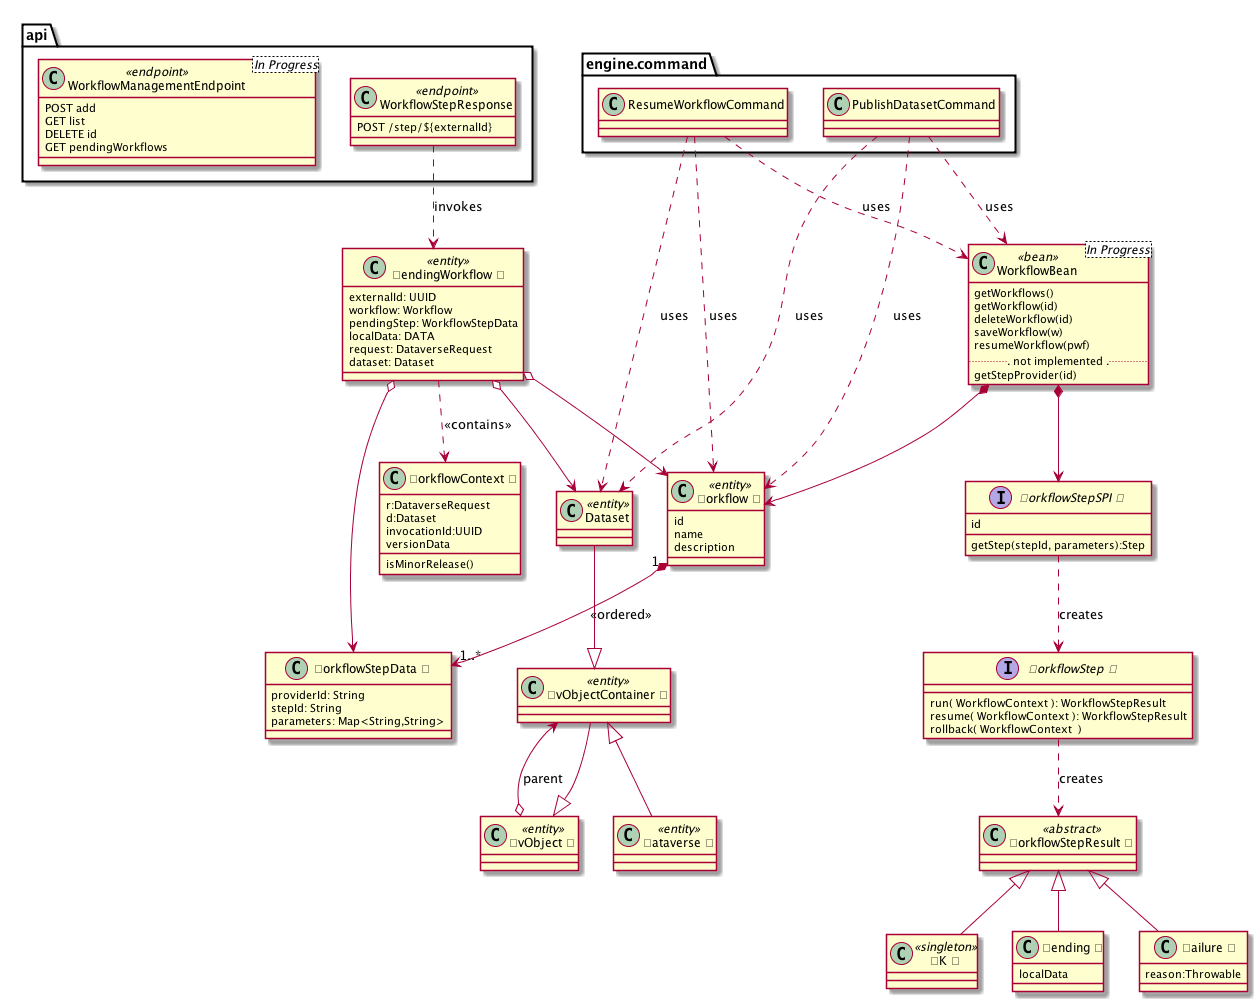 api
In Progress
C «endpoint»
WorkflowManagementEndpoint
POST add
GET list
DELETE id
GET pendingWorkflows
C «endpoint»
WorkflowStepResponse
POST /step/${externalId}
engine.command
C ResumeWorkflowCommand
C PublishDatasetCommand
invokes
uses
uses
C «entity»
□endingWorkflow □
externalId: UUID
workflow: Workflow
pendingStep: WorkflowStepData
localData: DATA
request: DataverseRequest
dataset: Dataset
In Progress
C «bean»
WorkflowBean
getWorkflows()
getWorkflow(id)
deleteWorkflow(id)
saveWorkflow(w)
resumeWorkflow(pwf)
. not implemented .
getStepProvider(id)
uses
uses
uses
uses
«contains»
C □orkflowContext □
r:DataverseRequest
d:Dataset
invocationId:UUID
versionData
isMinorRelease()
C «entity»
Dataset
C «entity»
□orkflow □
id
name
description
I □orkflowStepSPI □
id
getStep(stepId, parameters):Step
1
«ordered»
1..*
creates
C □orkflowStepData □
providerId: String
stepId: String
parameters: Map<String,String>
C «entity»
□vObjectContainer □
I □orkflowStep □
run( WorkflowContext ): WorkflowStepResult
resume( WorkflowContext ): WorkflowStepResult
rollback( WorkflowContext  )
parent
creates
C «entity»
□vObject □
C «entity»
□ataverse □
C «abstract»
□orkflowStepResult □
C «singleton»
□K □
C □ending □
localData
C □ailure □
reason:Throwable